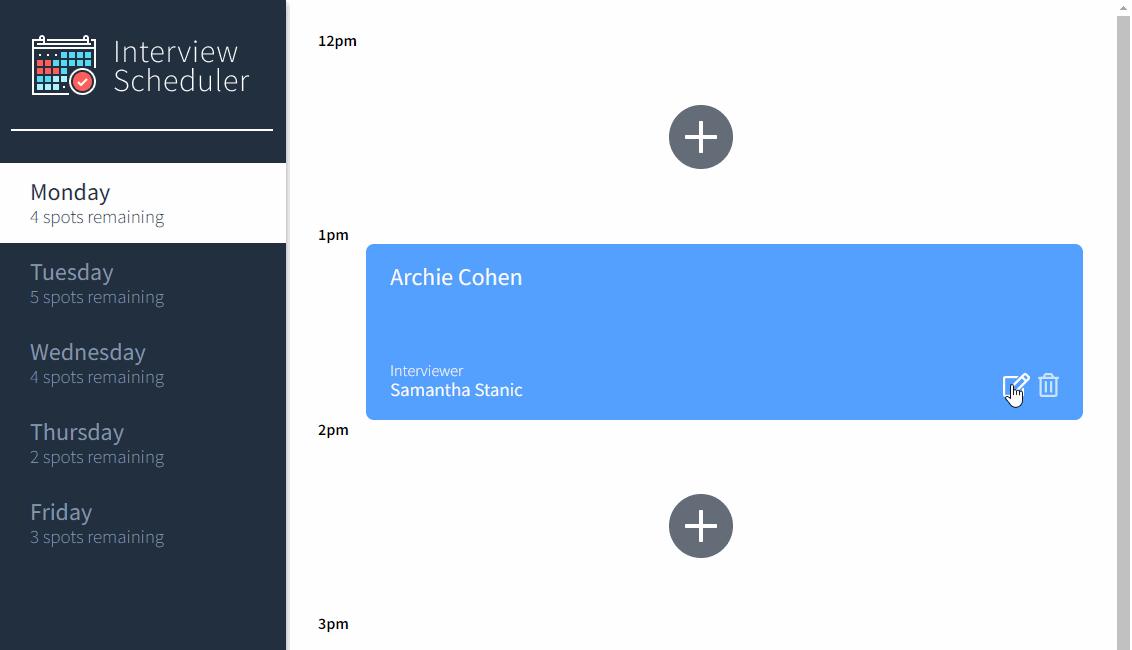 Interview
Scheduler
Monday
4 spots remaining
Tuesday
5 spots remaining
Wednesday
4 spots remaining
Thursday
2 spots remaining
Friday
3 spots remaining
12pm
1pm
Archie Cohen
Interviewer
Samantha Stanic
2pm
3pm